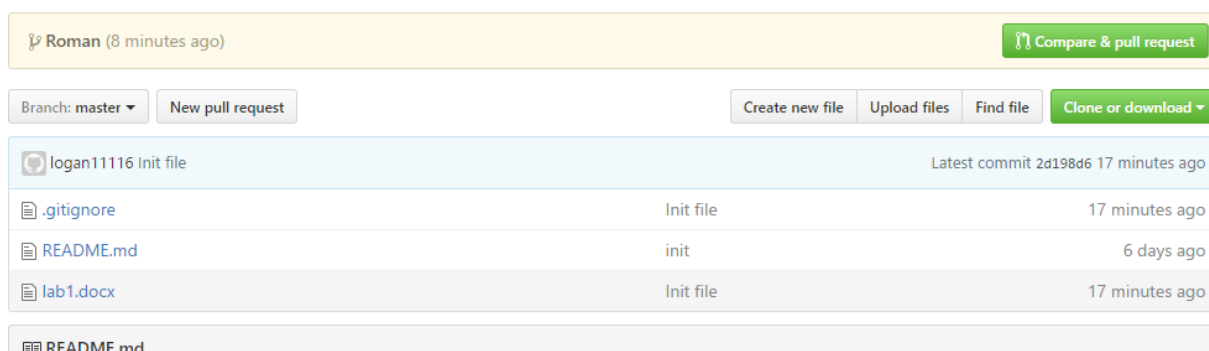 Roman (8 minutes ago) Compare & pull request
Branch: master New pull request Create new file Upload files Find file Clone or download
logan11116 Init file Latest commit 2d198d6 17 minutes ago
.gitignore Init file 17 minutes ago
README.md init 6 days ago
lab1.docx Init file 17 minutes ago
README.md